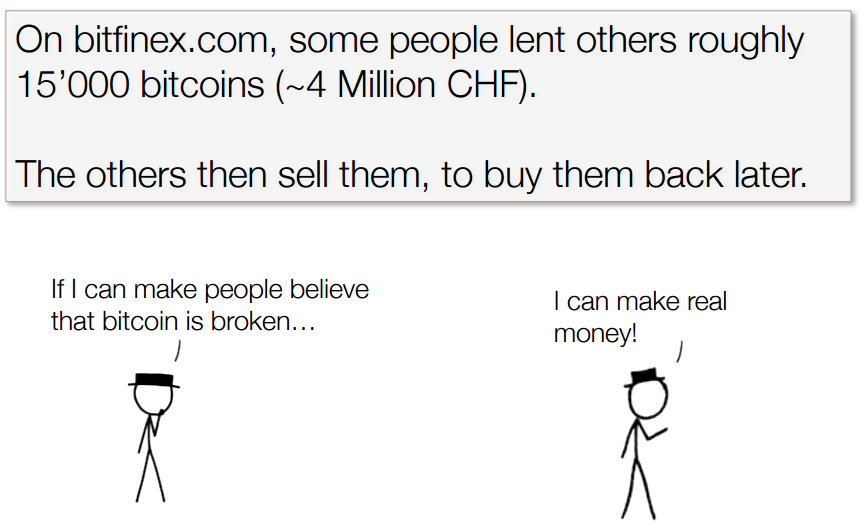 On bitfinex.com, some people lent others roughly
15’000 bitcoins (~4 Million CHF).
The others then sell them, to buy them back later.
If I can make people believe
that bitcoin is broken…
I can make real
money!